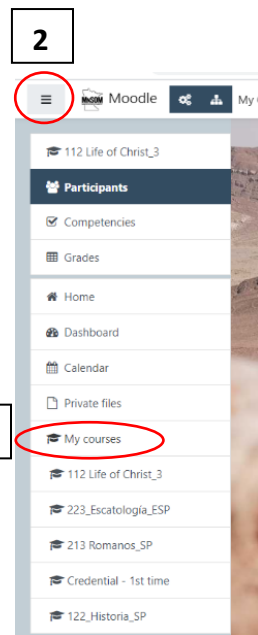 2
MNSOM Moodle My
112 Life of Christ_3
Participants
Competencies
Grades
Home
Dashboard
Calendar
Private files
My courses
112 Life of Christ_3
223_Escatología_ESP
213 Romanos_SP
Credential - 1st time
122_Historia_SP